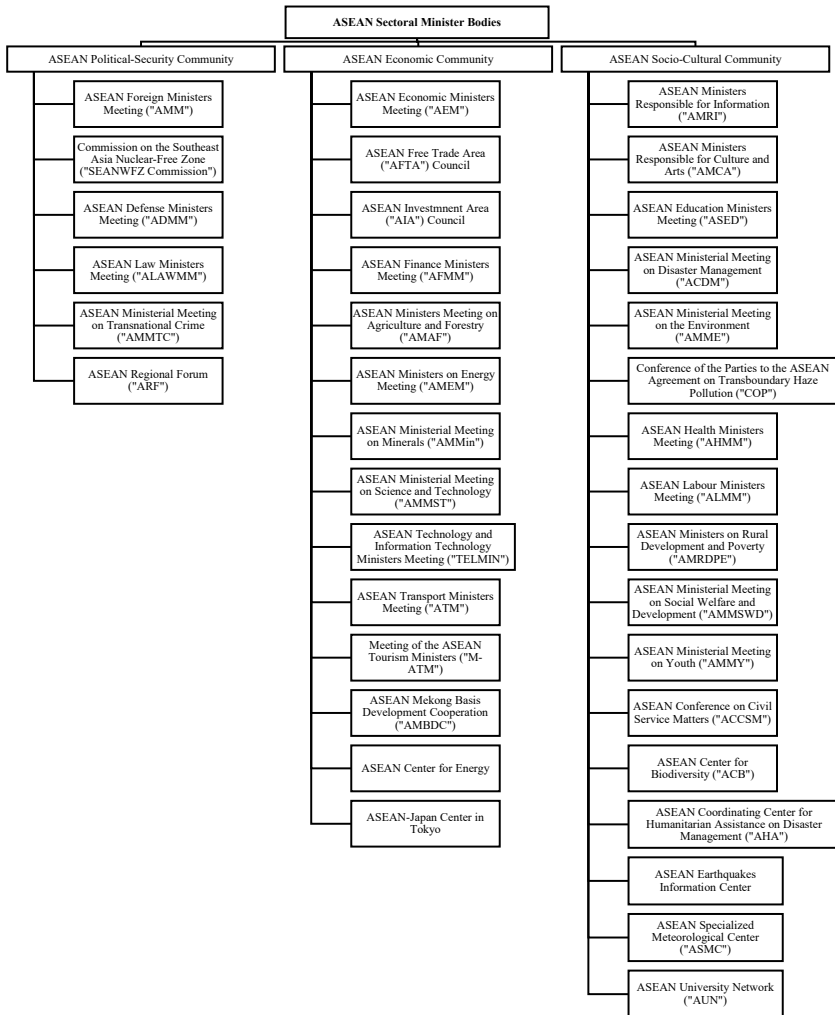 ASEAN Sectoral Minister Bodies
ASEAN Political-Security Community
ASEAN Foreign Ministers
Meeting ("AMM")
Commission on the Southeast
Asia Nuclear-Free Zone
("SEANWFZ Commission")
ASEAN Defense Ministers
Meeting ("ADMM")
ASEAN Law Ministers
Meeting ("ALAWMM")
ASEAN Ministerial Meeting
on Transnational Crime
("AMMTC")
ASEAN Regional Forum
("ARF")
ASEAN Economic Community
ASEAN Economic Ministers
Meeting ("AEM")
ASEAN Free Trade Area
("AFTA") Council
ASEAN Investmnent Area
("AIA") Council
ASEAN Finance Ministers
Meeting ("AFMM")
ASEAN Ministers Meeting on
Agriculture and Forestry
("AMAF")
ASEAN Ministers on Energy
Meeting ("AMEM")
ASEAN Ministerial Meeting
on Minerals ("AMMin")
ASEAN Ministerial Meeting
on Science and Technology
("AMMST")
ASEAN Technology and
Information Technology
Ministers Meeting ("TELMIN")
ASEAN Transport Ministers
Meeting ("ATM")
Meeting of the ASEAN
Tourism Ministers ("M-
ATM")
ASEAN Mekong Basis
Development Cooperation
("AMBDC")
ASEAN Center for Energy
ASEAN-Japan Center in
Tokyo
ASEAN Socio-Cultural Community
ASEAN Ministers
Responsible for Information
("AMRI")
ASEAN Ministers
Responsible for Culture and
Arts ("AMCA")
ASEAN Education Ministers
Meeting ("ASED")
ASEAN Ministerial Meeting
on Disaster Management
("ACDM")
ASEAN Ministerial Meeting
on the Environment
("AMME")
Conference of the Parties to the ASEAN
Agreement on Transboundary Haze
Pollution ("COP")
ASEAN Health Ministers
Meeting ("AHMM")
ASEAN Labour Ministers
Meeting ("ALMM")
ASEAN Ministers on Rural
Development and Poverty
("AMRDPE")
ASEAN Ministerial Meeting
on Social Welfare and
Development ("AMMSWD")
ASEAN Ministerial Meeting
on Youth ("AMMY")
ASEAN Conference on Civil
Service Matters ("ACCSM")
ASEAN Center for
Biodiversity ("ACB")
ASEAN Coordinating Center for
Humanitarian Assistance on Disaster
Management ("AHA")
ASEAN Earthquakes
Information Center
ASEAN Specialized
Meteorological Center
("ASMC")
ASEAN University Network
("AUN")